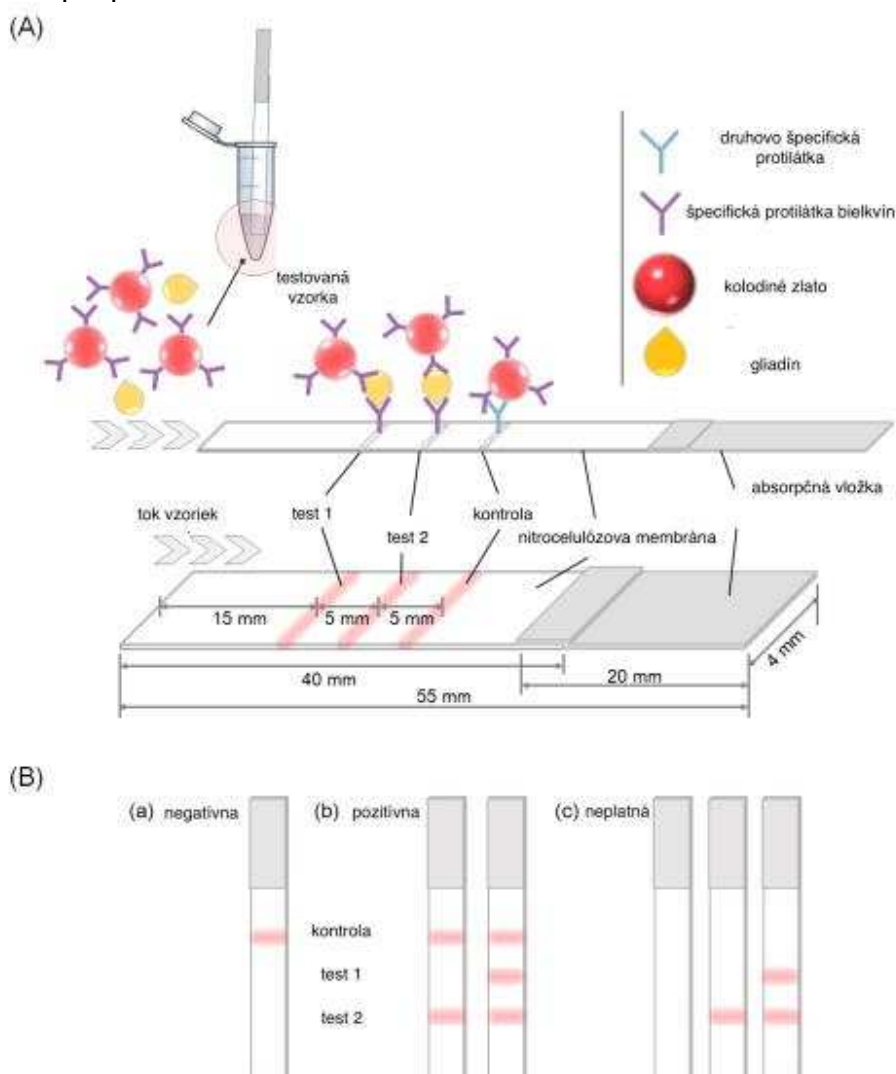 (A)
druhovo špecifická
protilátka
špecifická protilátka bielkvín
kolodiné zlato
gliadín
testovaná
vzorka
absorpčná vložka
tok vzoriek
test 1
kontrola
test 2
nitrocelulózova membrána
15 mm
5 mm
5 mm
4 mm
40 mm
20 mm
55 mm
(B)
(a) negatívna
(b) pozitívna
(c) neplatná
kontrola
test 1
test 2